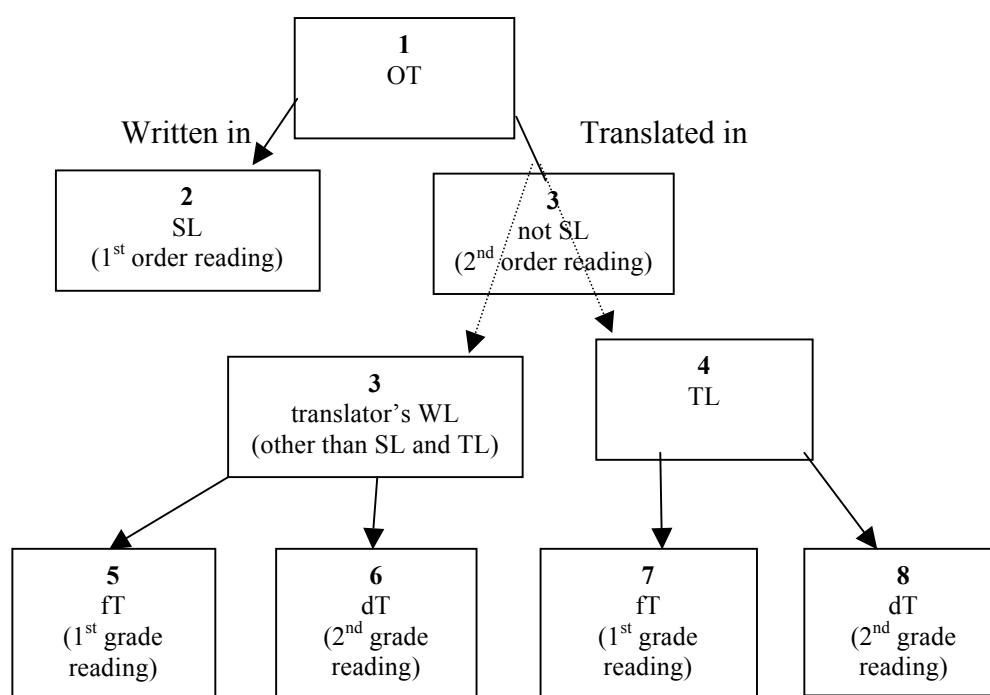 1
OT
Written in
Translated in
2
SL
(1st order reading)
3
not SL
(2nd order reading)
3
translator's WL
(other than SL and TL)
4
TL
5
fT
(1st grade
reading)
6
dT
(2nd grade
reading)
7
fT
(1st grade
reading)
8
dT
(2nd grade
reading)